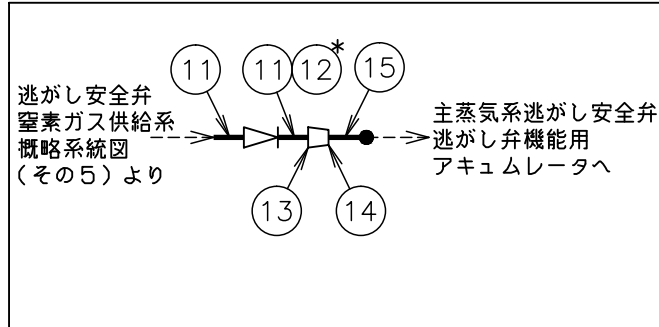 11
11
12
*
15
逃がし安全弁
窒素ガス供給系
概略系統図
（その５）より
主蒸気系逃がし安全弁
逃がし弁機能用
アキュムレータへ
13
14